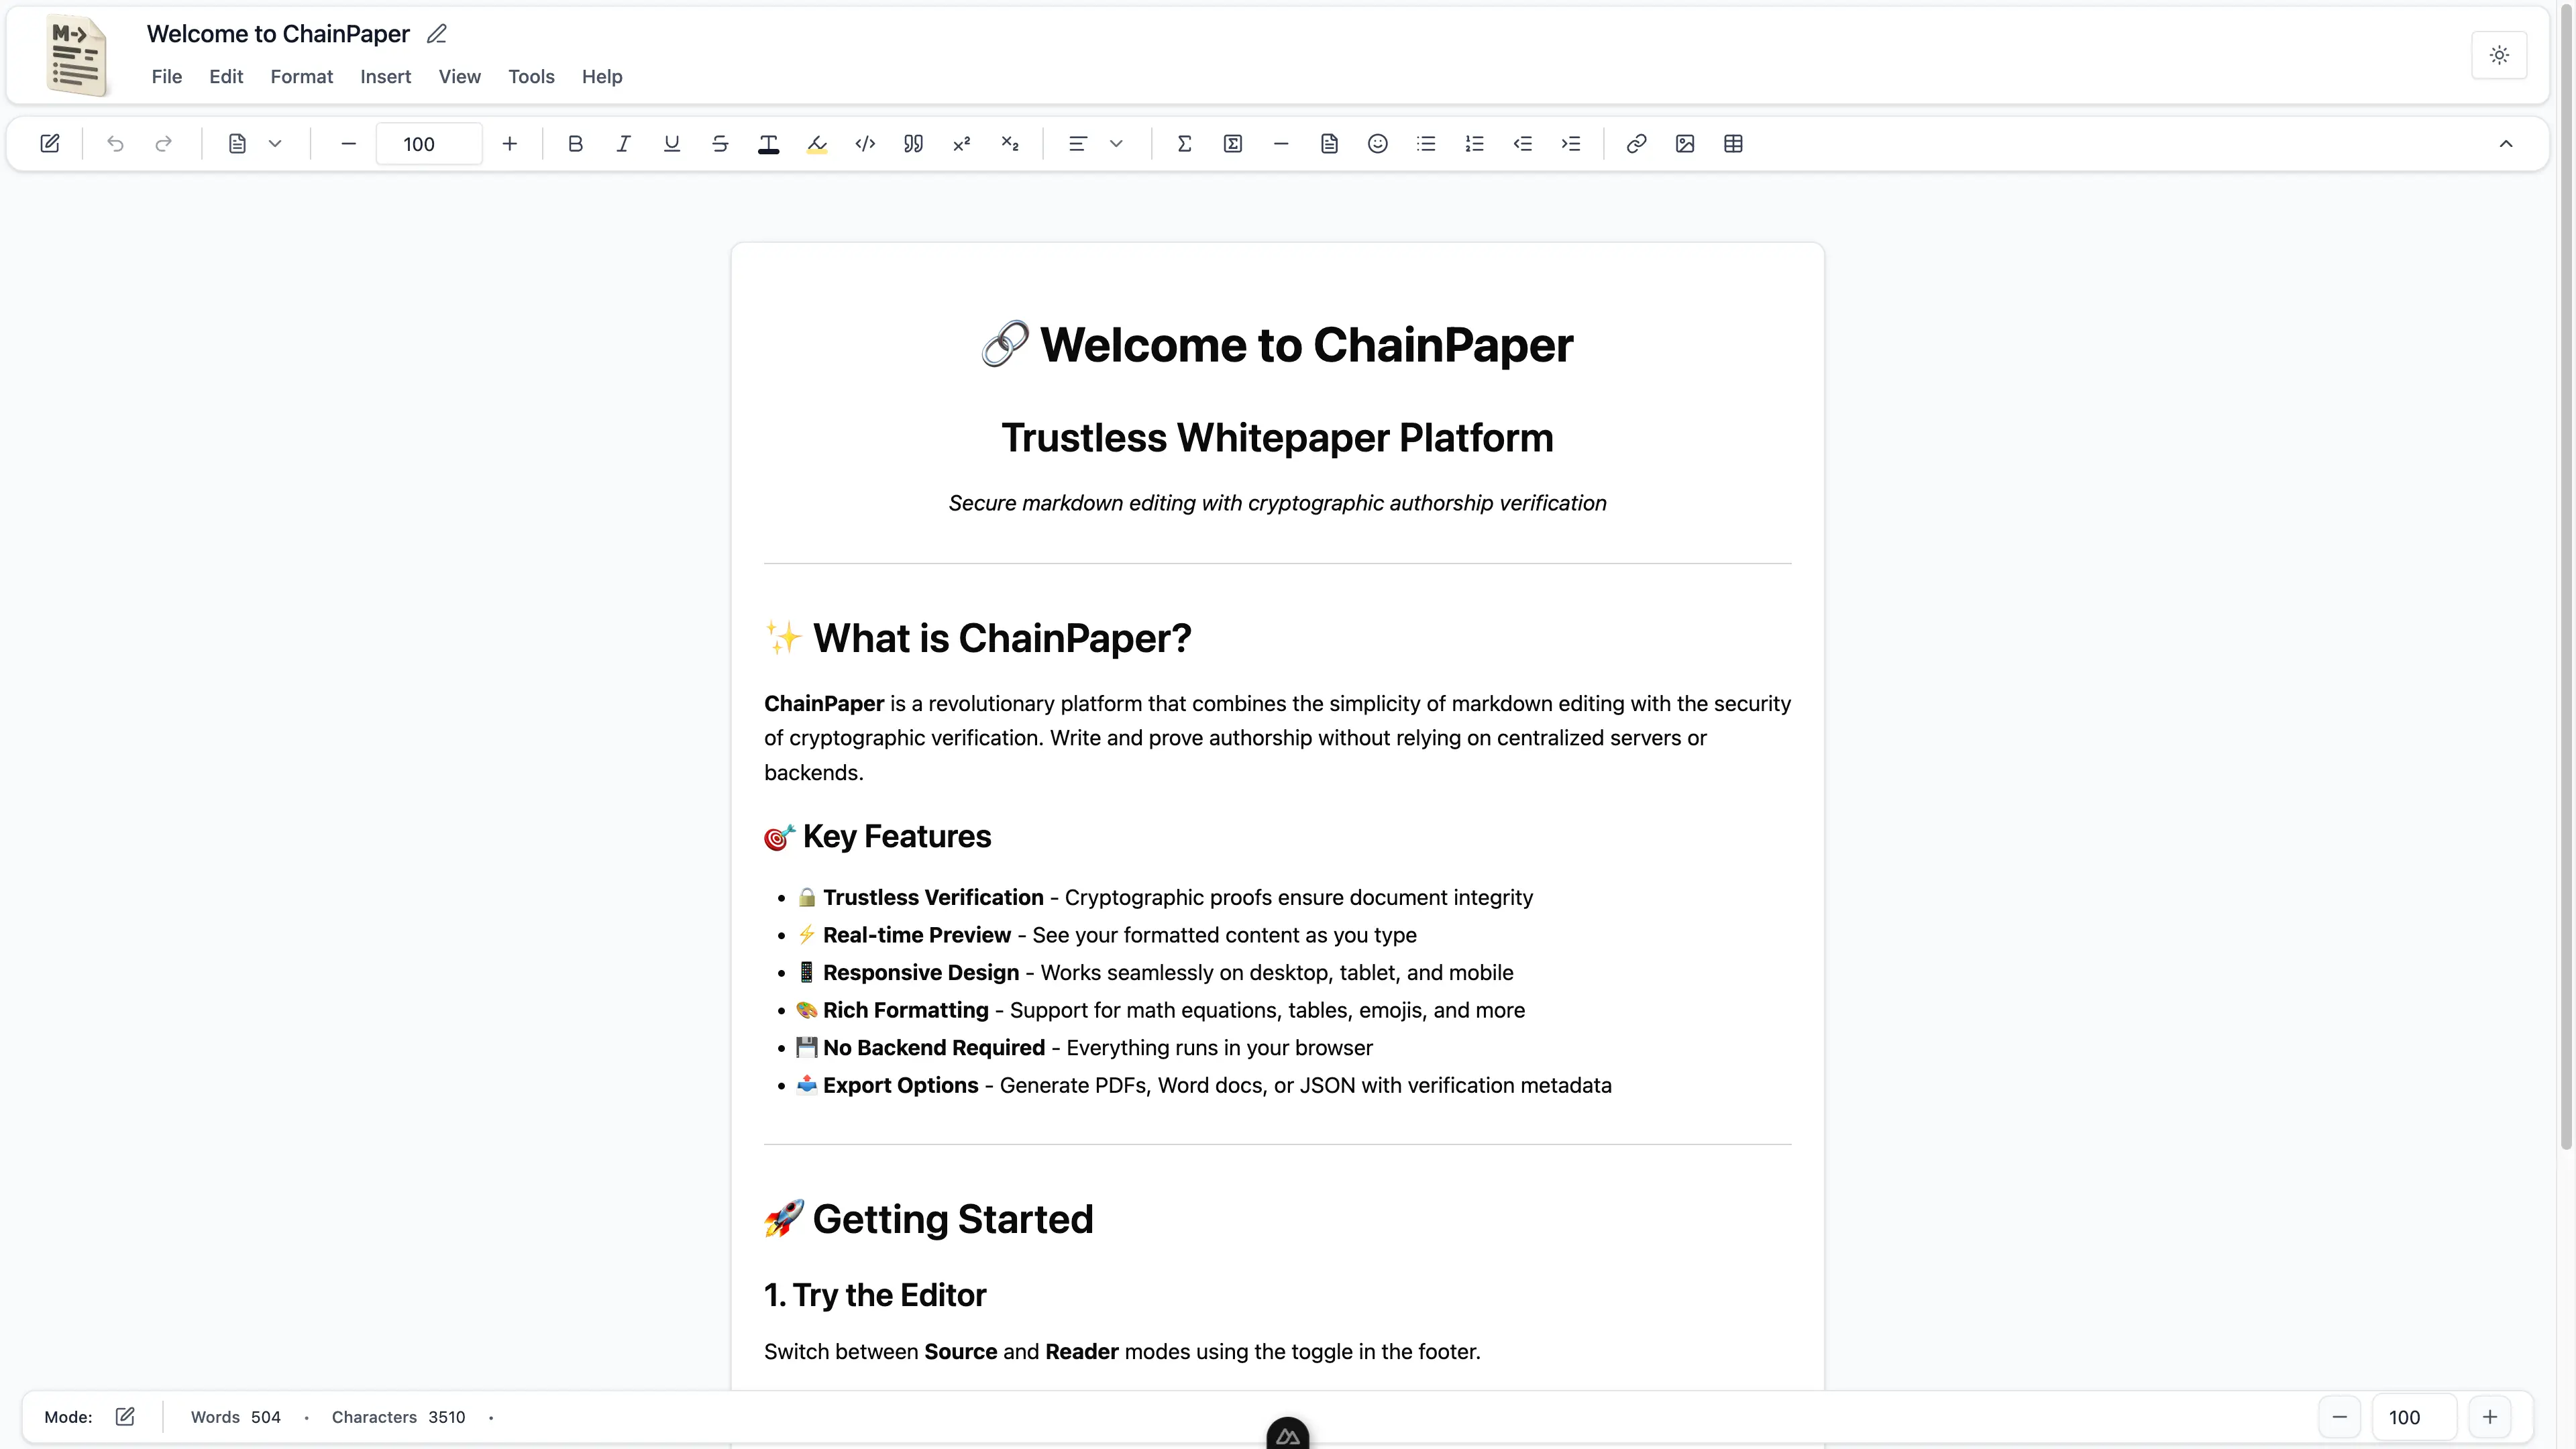 M->
Welcome to ChainPaper
File Edit Format Insert View Tools Help
100
🔗 Welcome to ChainPaper
Trustless Whitepaper Platform
Secure markdown editing with cryptographic authorship verification
✨ What is ChainPaper?
ChainPaper is a revolutionary platform that combines the simplicity of markdown editing with the security
of cryptographic verification. Write and prove authorship without relying on centralized servers or
backends.
🎯 Key Features
• 🔒 Trustless Verification - Cryptographic proofs ensure document integrity
• ⚡ Real-time Preview - See your formatted content as you type
• 📱 Responsive Design - Works seamlessly on desktop, tablet, and mobile
• 🎨 Rich Formatting - Support for math equations, tables, emojis, and more
• 💾 No Backend Required - Everything runs in your browser
• 📤 Export Options - Generate PDFs, Word docs, or JSON with verification metadata
🚀 Getting Started
1. Try the Editor
Switch between Source and Reader modes using the toggle in the footer.
Mode: Words 504 • Characters 3510 • 100